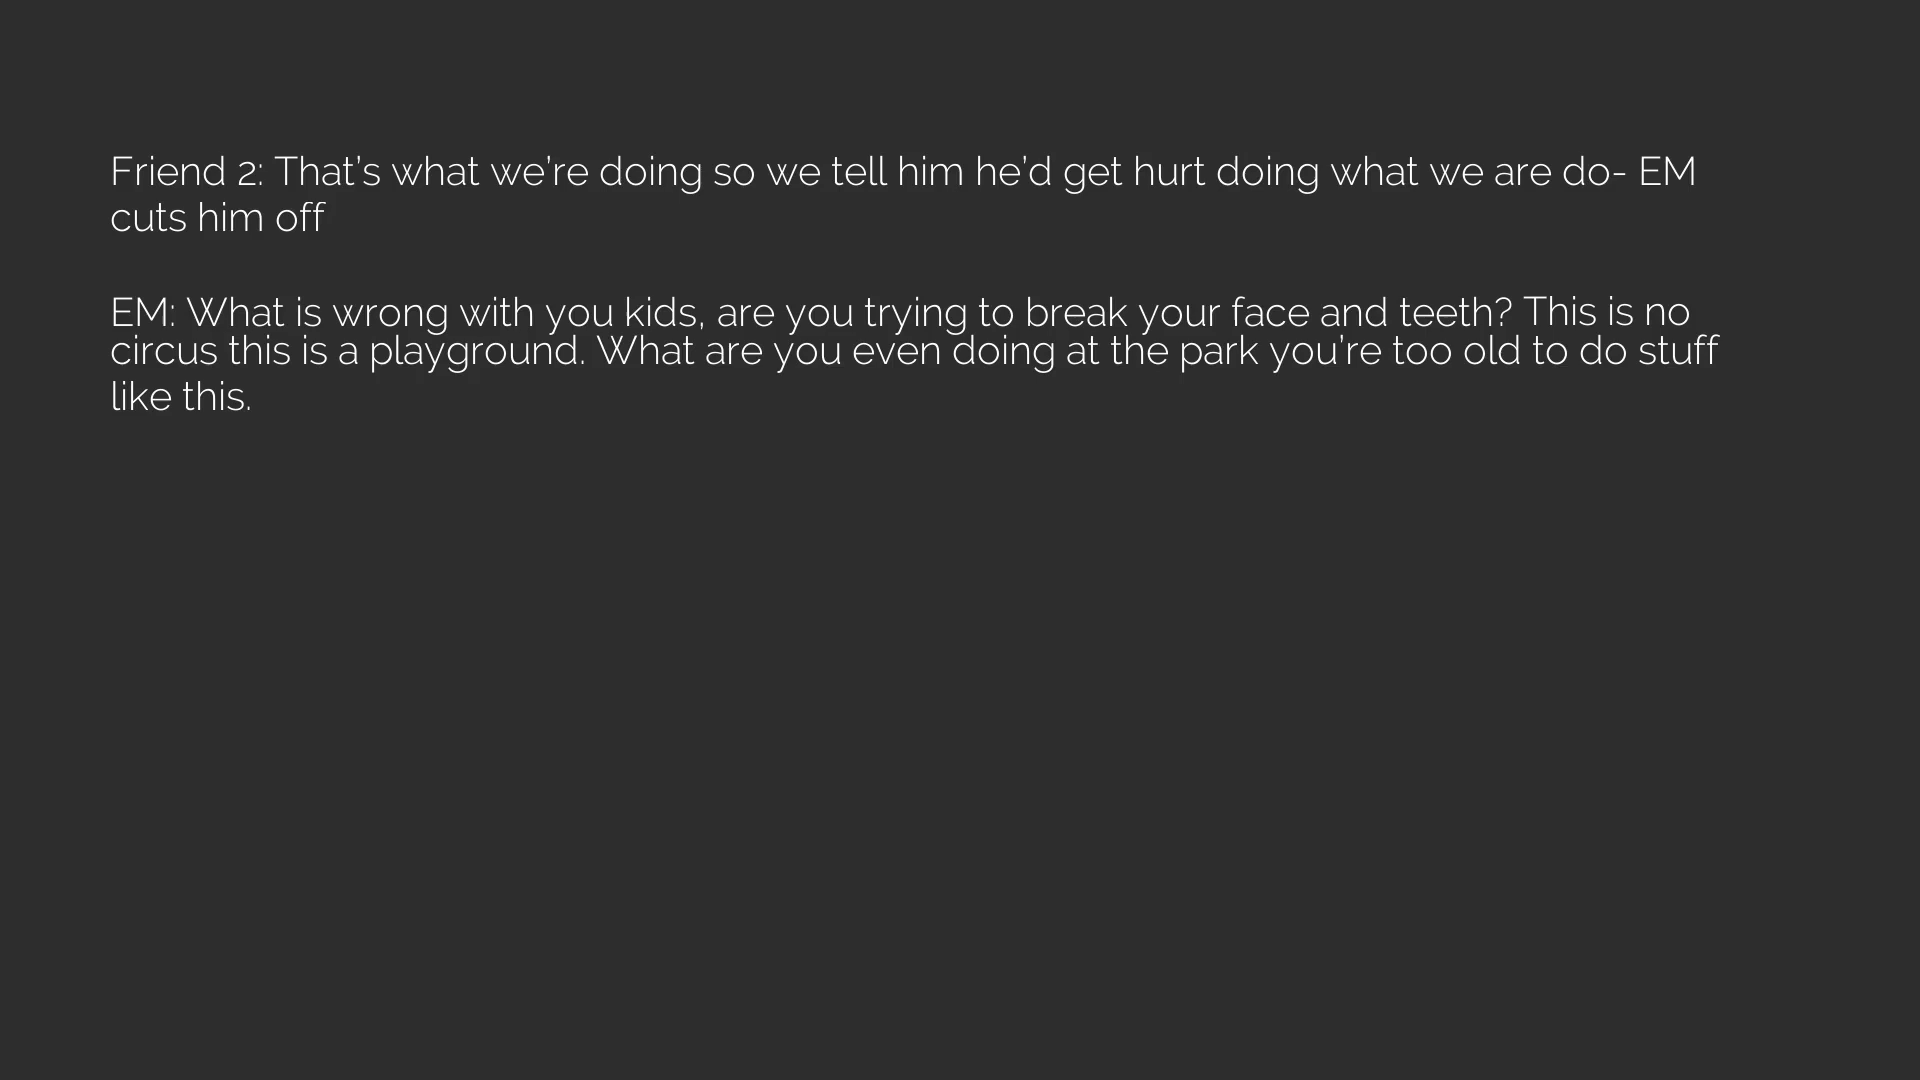 Friend 2: That's what we're doing so we tell him he'd get hurt doing what we are do- EM
cuts him off
EM: What is wrong with you kids, are you trying to break your face and teeth? This is no
circus this is a playground. What are you even doing at the park you're too old to do stuff
like this.